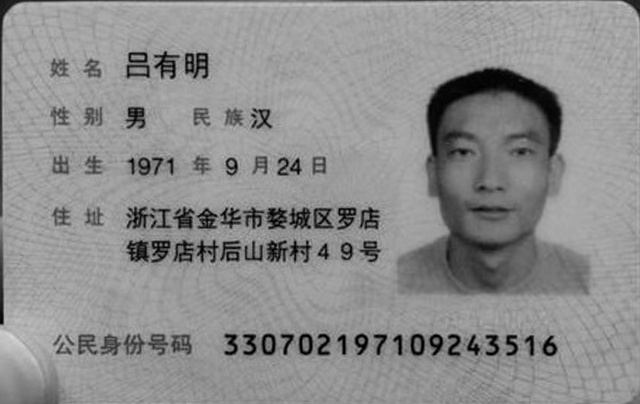 姓名 吕有明
性别 男 民族 汉
出生 1971 年 9 月 24 日
住址 浙江省金华市婺城区罗店
镇罗店村后山新村49号
公民身份号码 330702197109243516